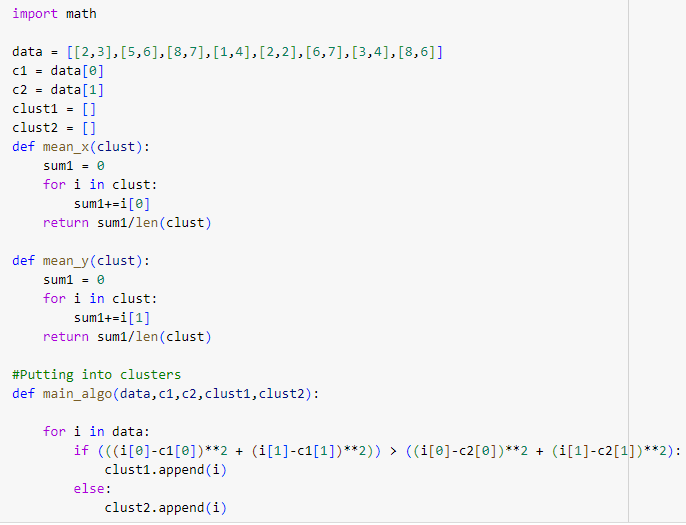 import math

data = [[2,3],[5,6],[8,7],[1,4],[2,2],[6,7],[3,4],[8,6]]
c1 = data[0]
c2 = data[1]
clust1 = []
clust2 = []
def mean_x(clust):
    sum1 = 0
    for i in clust:
        sum1+=i[0]
    return sum1/len(clust)

def mean_y(clust):
    sum1 = 0
    for i in clust:
        sum1+=i[1]
    return sum1/len(clust)

#Putting into clusters
def main_algo(data,c1,c2,clust1,clust2):

    for i in data:
        if (((i[0]-c1[0])**2 + (i[1]-c1[1])**2)) > ((i[0]-c2[0])**2 + (i[1]-c2[1])**2):
            clust1.append(i)
        else:
            clust2.append(i)